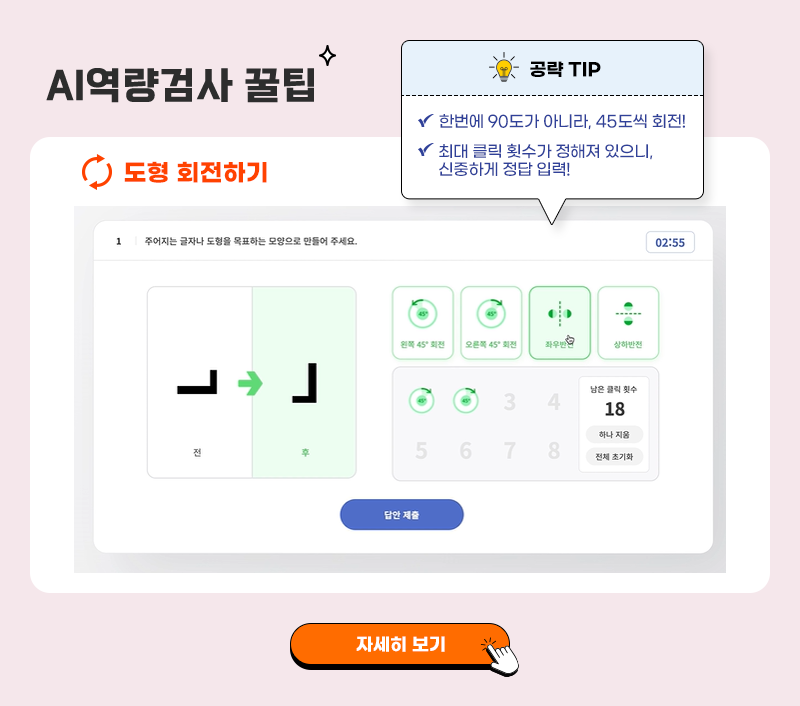 AI역량검사 꿀팁
공략 TIP
한번에 90도가 아니라, 45도씩 회전!
최대 클릭 횟수가 정해져 있으니,
신중하게 정답 입력!
도형 회전하기
1 주어지는 글자나 도형을 목표하는 모양으로 만들어 주세요.
02:55
45° 45°
왼쪽 45° 회전 오른쪽 45° 회전 좌우반전 상하반전
전 후
45° 45° 3 4
5 6 7 8
남은 클릭 횟수
18
하나 지움
전체 초기화
답안 제출
자세히 보기